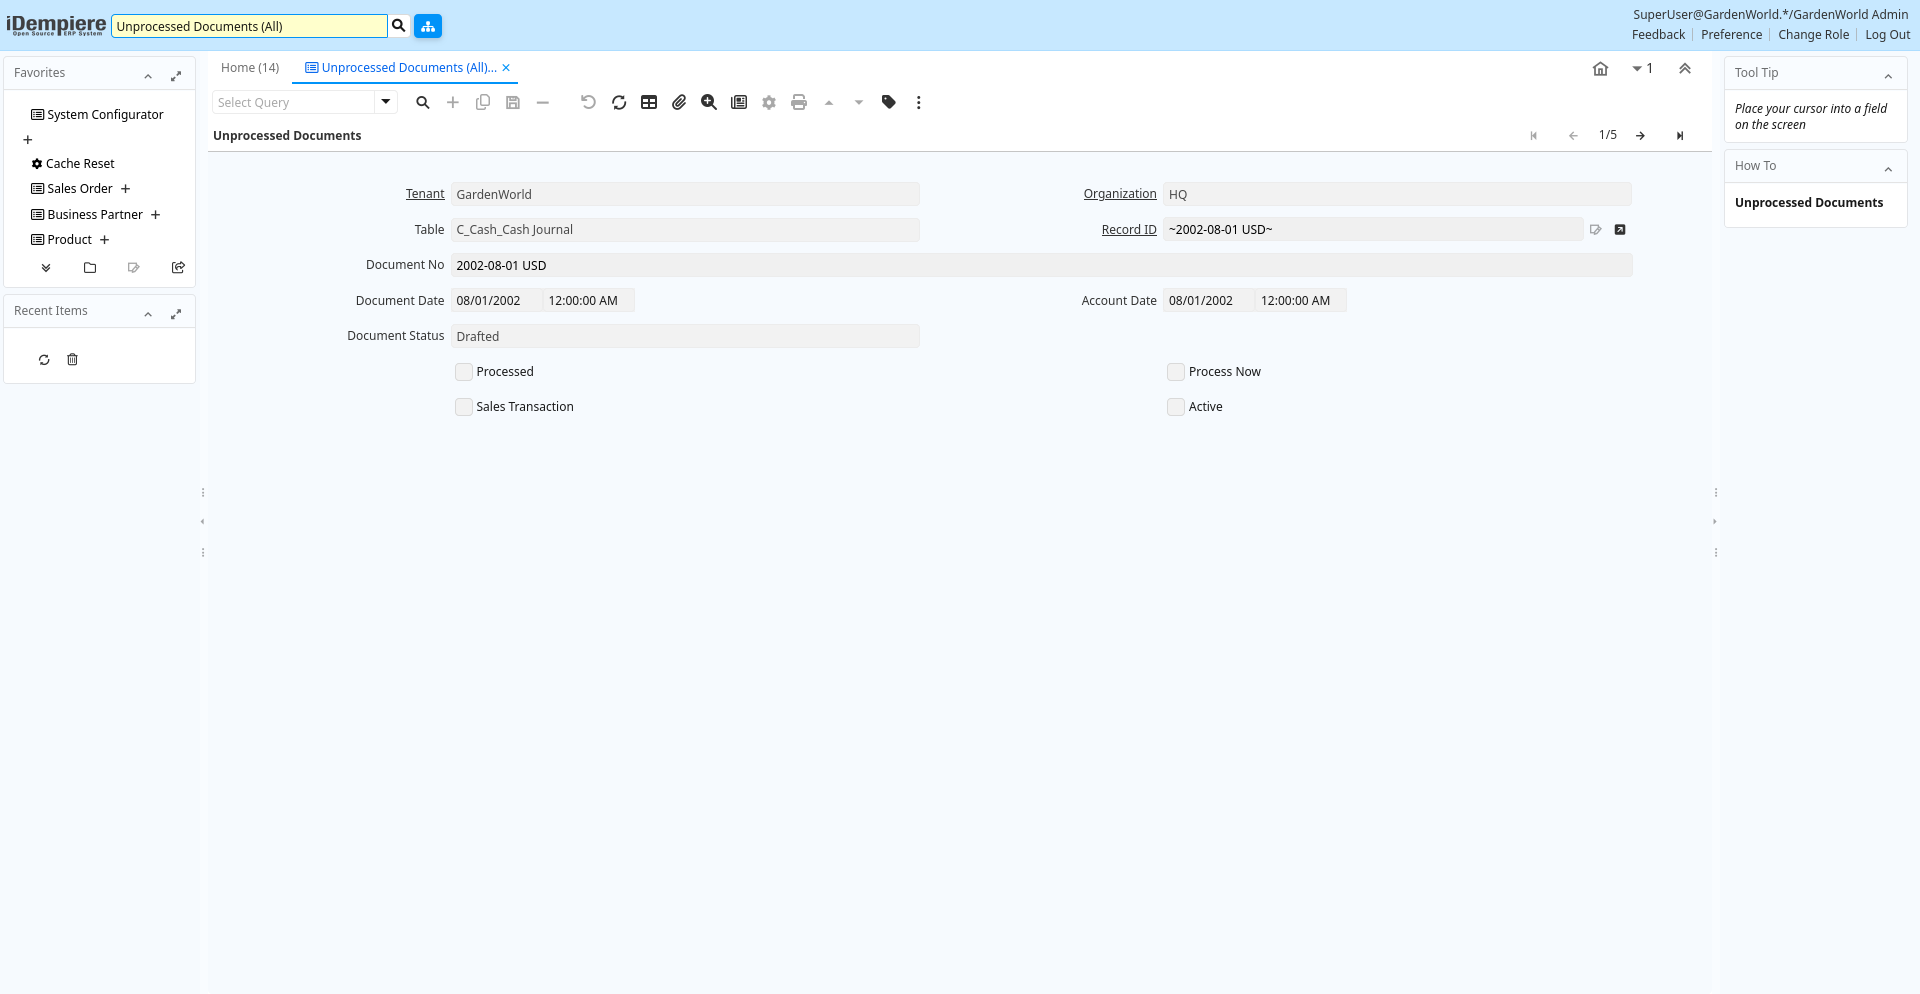 iDempiere
Open Source ERP System
Unprocessed Documents (All)
SuperUser@GardenWorld.*/GardenWorld Admin
Feedback Preference Change Role Log Out
Favorites
System Configurator
Cache Reset
Sales Order
Business Partner
Product
Recent Items
Home (14) Unprocessed Documents (All)...
1
Select Query
Unprocessed Documents 1/5
Tenant GardenWorld Organization HQ
Table C_Cash_Cash Journal Record ID ~2002-08-01 USD~
Document No 2002-08-01 USD
Document Date 08/01/2002 12:00:00 AM Account Date 08/01/2002 12:00:00 AM
Document Status Drafted
Processed Process Now
Sales Transaction Active
Tool Tip
Place your cursor into a field
on the screen
How To
Unprocessed Documents